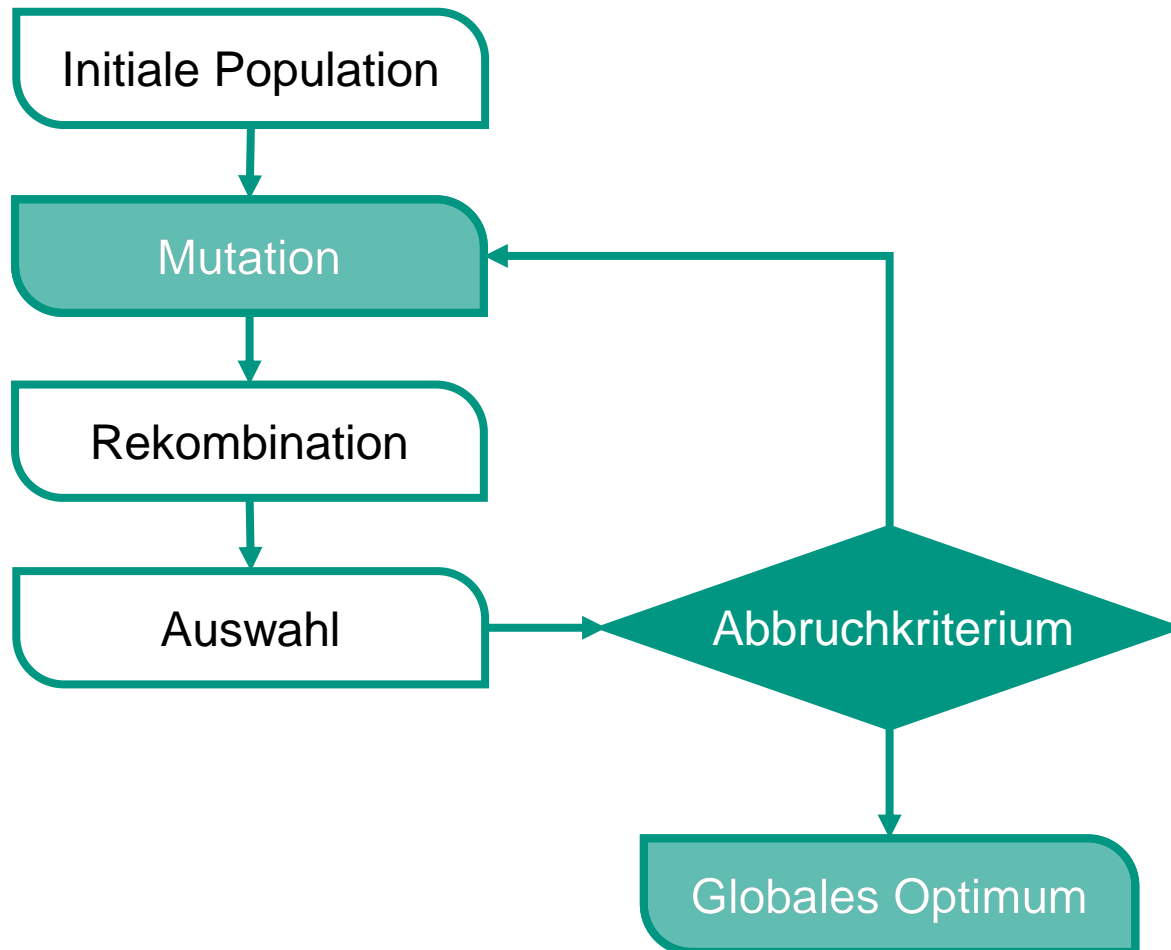 Initiale Population
Mutation
Rekombination
Auswahl
Abbruchkriterium
Globales Optimum